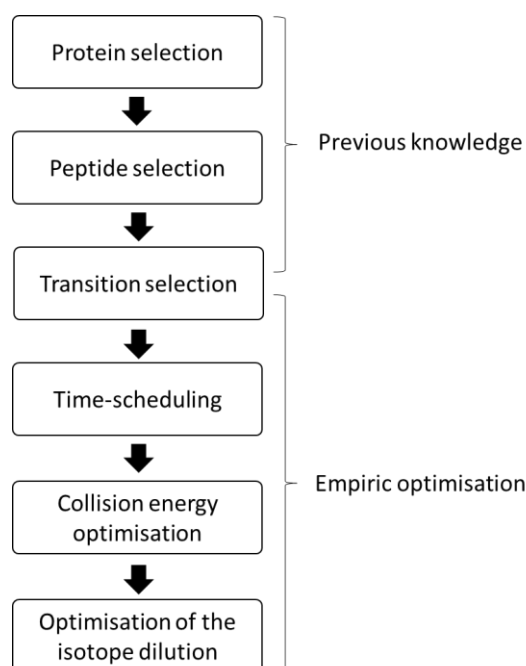 Protein selection
Peptide selection
Previous knowledge
Transition selection
Time-scheduling
Collision energy
optimisation
Empiric optimisation
Optimisation of the
isotope dilution